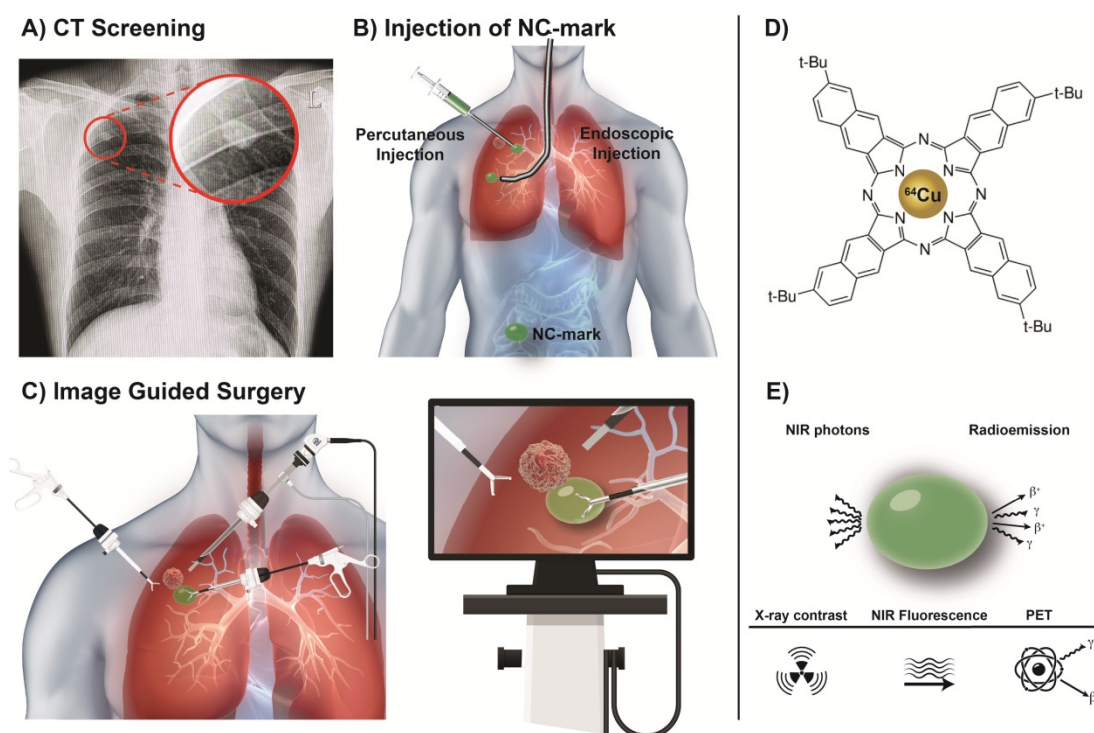 A) CT Screening
L
B) Injection of NC-mark
Percutaneous
Injection
Endoscopic
Injection
NC-mark
C) Image Guided Surgery
D)
t-Bu
t-Bu
N
N
N
N
⁶⁴Cu
N
N
N
N
t-Bu
t-Bu
E)
NIR photons
Radioemission
β⁺
γ
β⁺
γ
X-ray contrast
NIR Fluorescence
PET
γ
β